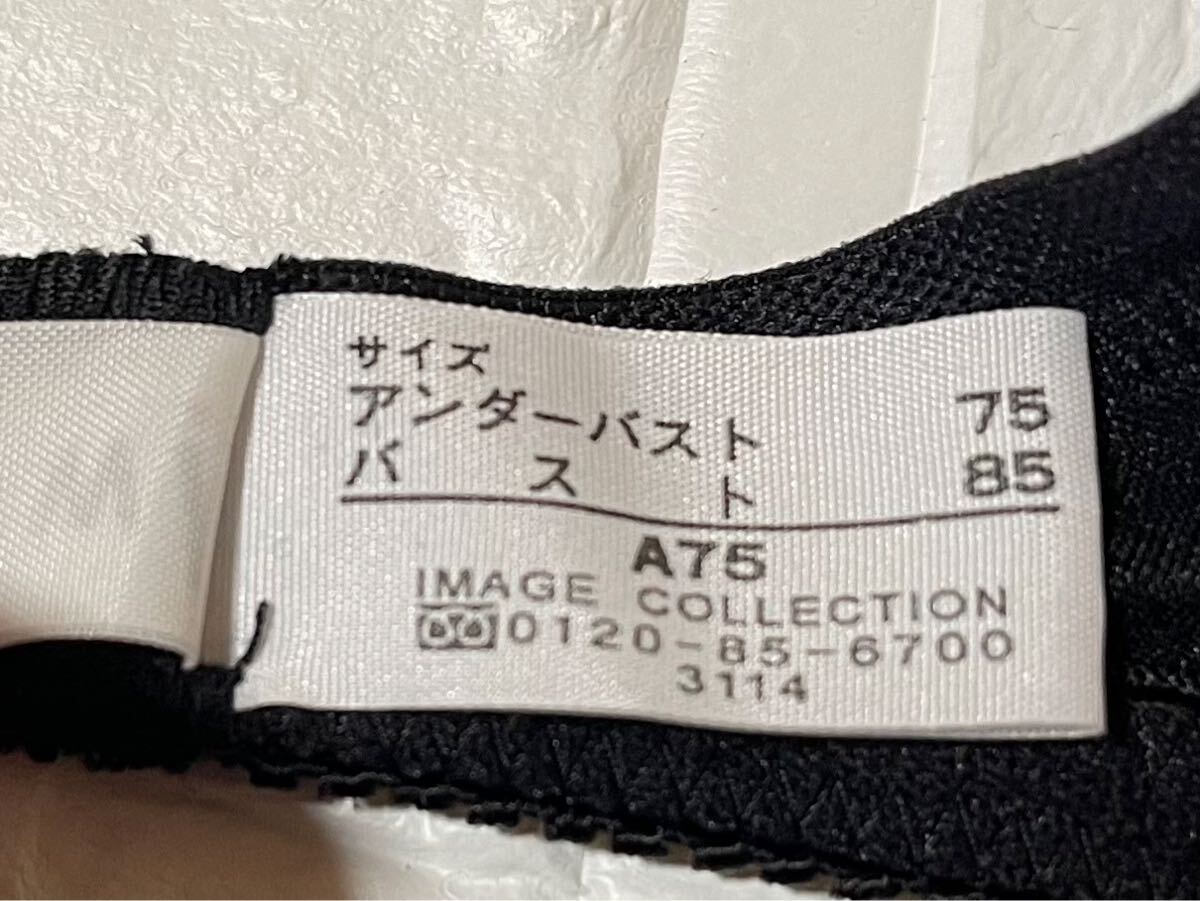 サイズ
アンダーバスト 75
バスト 85
A75
IMAGE COLLECTION
0120-85-6700
3114